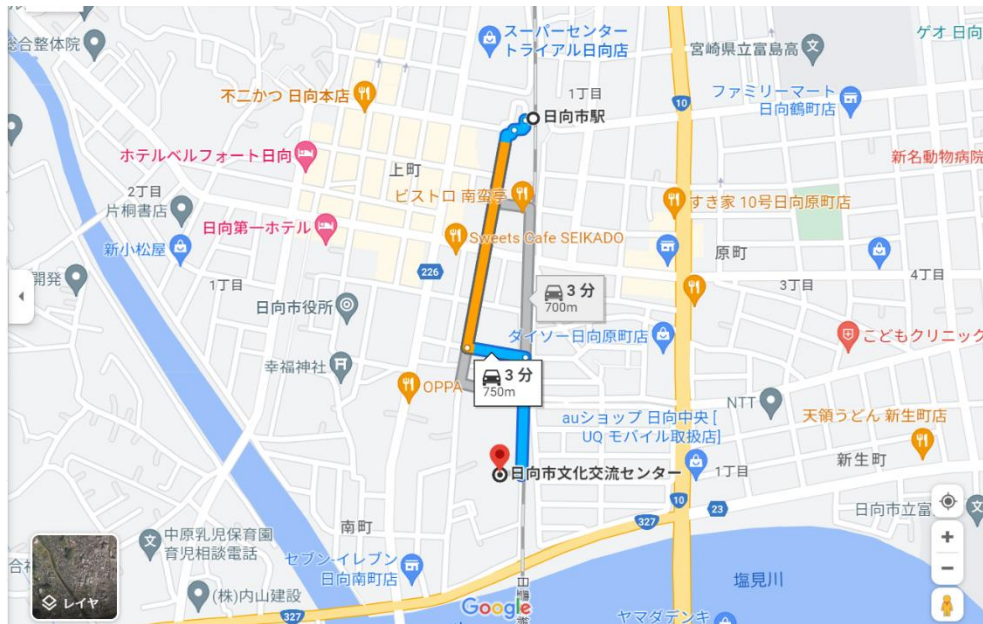 スーパーセンター
トライアル日向店
総合整体院
宮崎県立富島高
ゲオ 日向
不二かつ 日向本店
1丁目
日向市駅
10
ファミリーマート
日向鶴町店
ホテルベルフォート日向
上町
新名動物病院
2丁目
片桐書店
ビストロ 南蛮亭
すき家 10号日向原町店
新小松屋
日向第一ホテル
Sweets Cafe SEIKADO
原町
226
4丁目
開発
1丁目
3 分
700m
3丁目
日向市役所
ダイソー日向原町店
こどもクリニック
幸福神社
OPPA
3 分
750m
NTT
auショップ 日向中央 [
UQ モバイル取扱店]
天領うどん 新生町店
日向市文化交流センター
1丁目
新生町
10
23
日向市立富
327
南町
中原乳児保育園
育児相談電話
セブン-イレブン
日向南町店
塩見川
レイヤ
(株)内山建設
327
Google
ヤマダデンキ